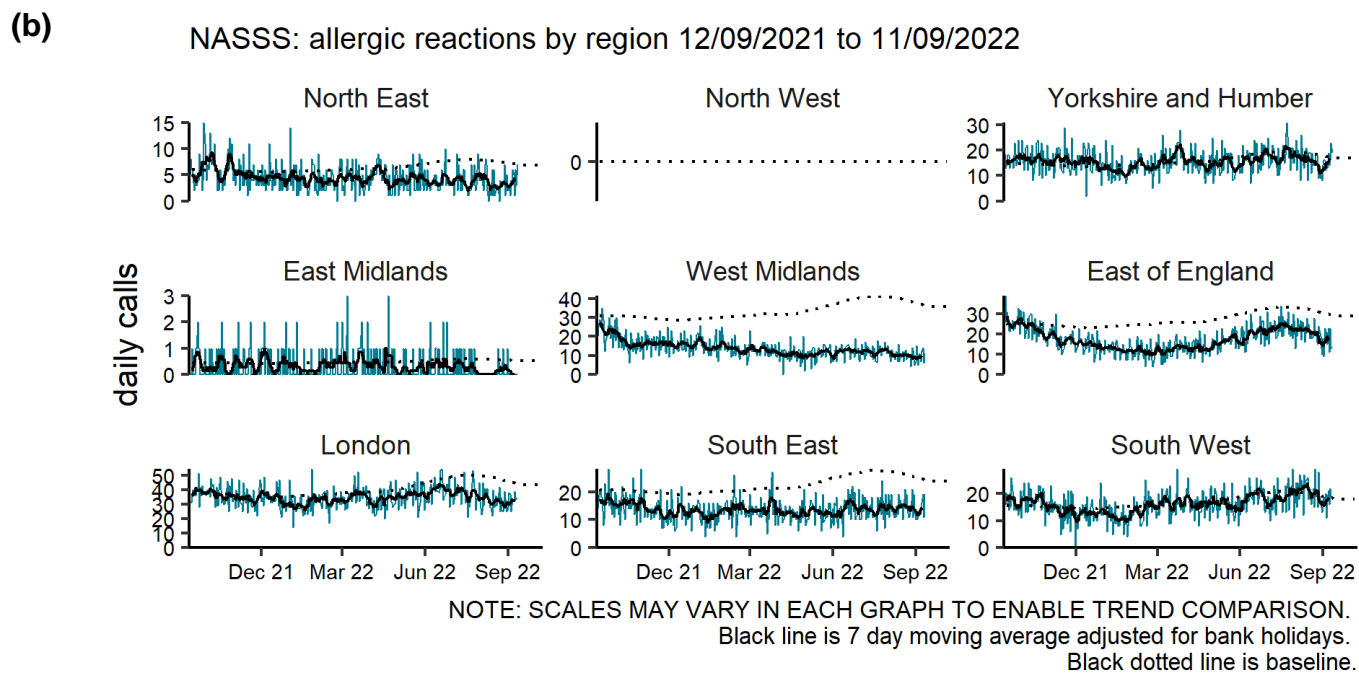 (b)
NASSS: allergic reactions by region 12/09/2021 to 11/09/2022
North East
North West
Yorkshire and Humber
15
10
5
0
0
30
20
10
0
daily calls
East Midlands
West Midlands
East of England
3
2
1
0
40
30
20
10
0
30
20
10
0
London
South East
South West
50
40
30
20
10
0
20
10
0
20
10
0
Dec 21 Mar 22 Jun 22 Sep 22
Dec 21 Mar 22 Jun 22 Sep 22
Dec 21 Mar 22 Jun 22 Sep 22
NOTE: SCALES MAY VARY IN EACH GRAPH TO ENABLE TREND COMPARISON.
Black line is 7 day moving average adjusted for bank holidays.
Black dotted line is baseline.